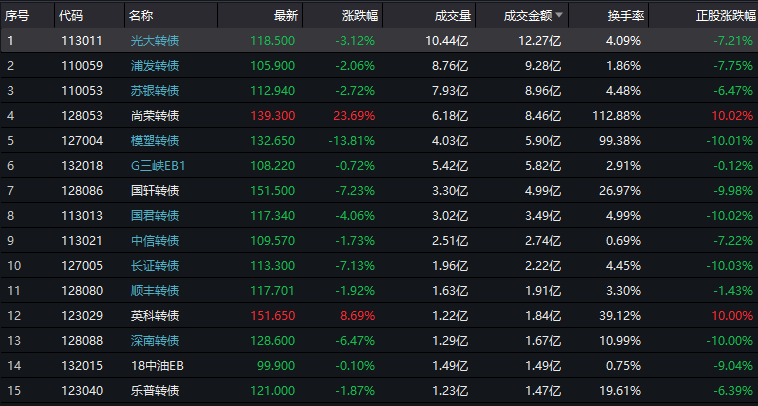 序号 代码 名称 最新 涨跌幅 成交量 成交金额 换手率 正股涨跌幅
1 113011 光大转债 118.500 -3.12% 10.44亿 12.27亿 4.09% -7.21%
2 110059 浦发转债 105.900 -2.06% 8.76亿 9.28亿 1.86% -7.75%
3 110053 苏银转债 112.940 -2.72% 7.93亿 8.96亿 4.48% -6.47%
4 128053 尚荣转债 139.300 23.69% 6.18亿 8.46亿 112.88% 10.02%
5 127004 模塑转债 132.650 -13.81% 4.03亿 5.90亿 99.38% -10.01%
6 132018 G三峡EB1 108.220 -0.72% 5.42亿 5.82亿 2.91% -0.12%
7 128086 国轩转债 151.500 -7.23% 3.30亿 4.99亿 26.97% -9.98%
8 113013 国君转债 117.340 -4.06% 3.02亿 3.49亿 4.99% -10.02%
9 113021 中信转债 109.570 -1.73% 2.51亿 2.74亿 0.69% -7.22%
10 127005 长证转债 113.300 -7.13% 1.96亿 2.22亿 4.45% -10.03%
11 128080 顺丰转债 117.701 -1.92% 1.63亿 1.91亿 3.30% -1.43%
12 123029 英科转债 151.650 8.69% 1.22亿 1.84亿 39.12% 10.00%
13 128088 深南转债 128.600 -6.47% 1.29亿 1.67亿 10.99% -10.00%
14 132015 18中油EB 99.900 -0.10% 1.49亿 1.49亿 0.75% -9.04%
15 123040 乐普转债 121.000 -1.87% 1.23亿 1.47亿 19.61% -6.39%